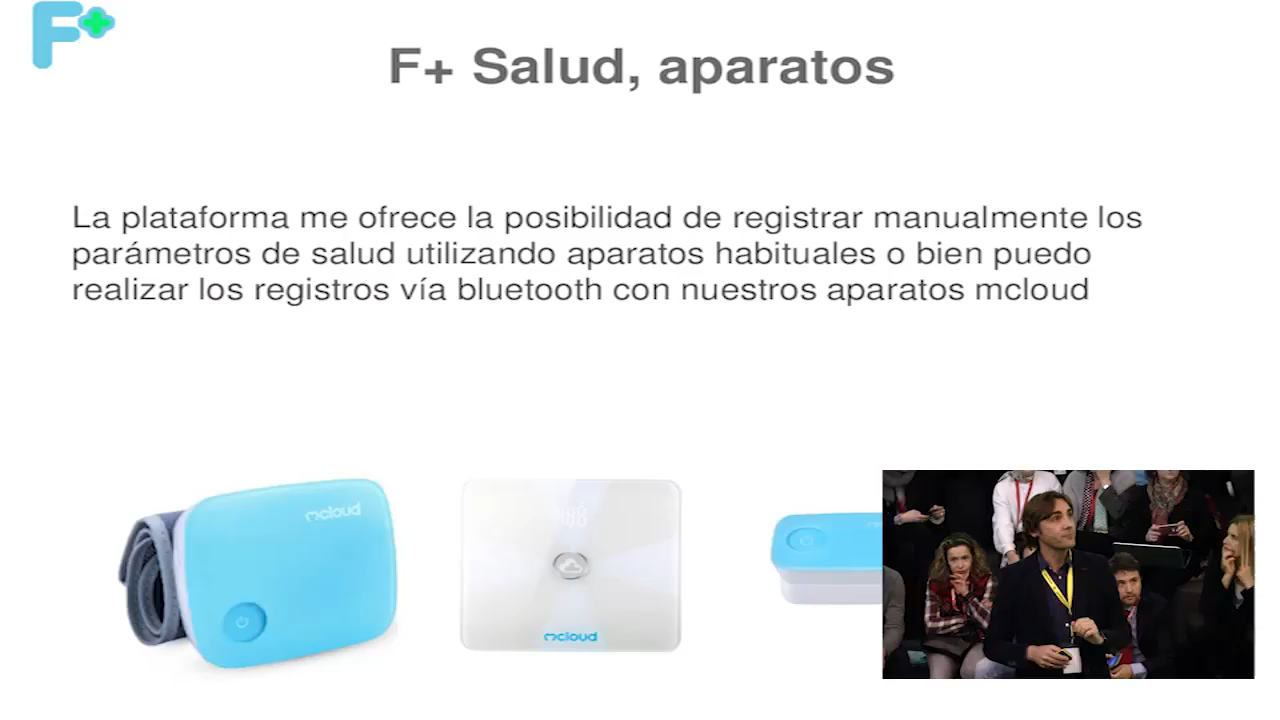 F+
F+ Salud, aparatos
La plataforma me ofrece la posibilidad de registrar manualmente los
parámetros de salud utilizando aparatos habituales o bien puedo
realizar los registros vía bluetooth con nuestros aparatos mcloud
mcloud
mcloud